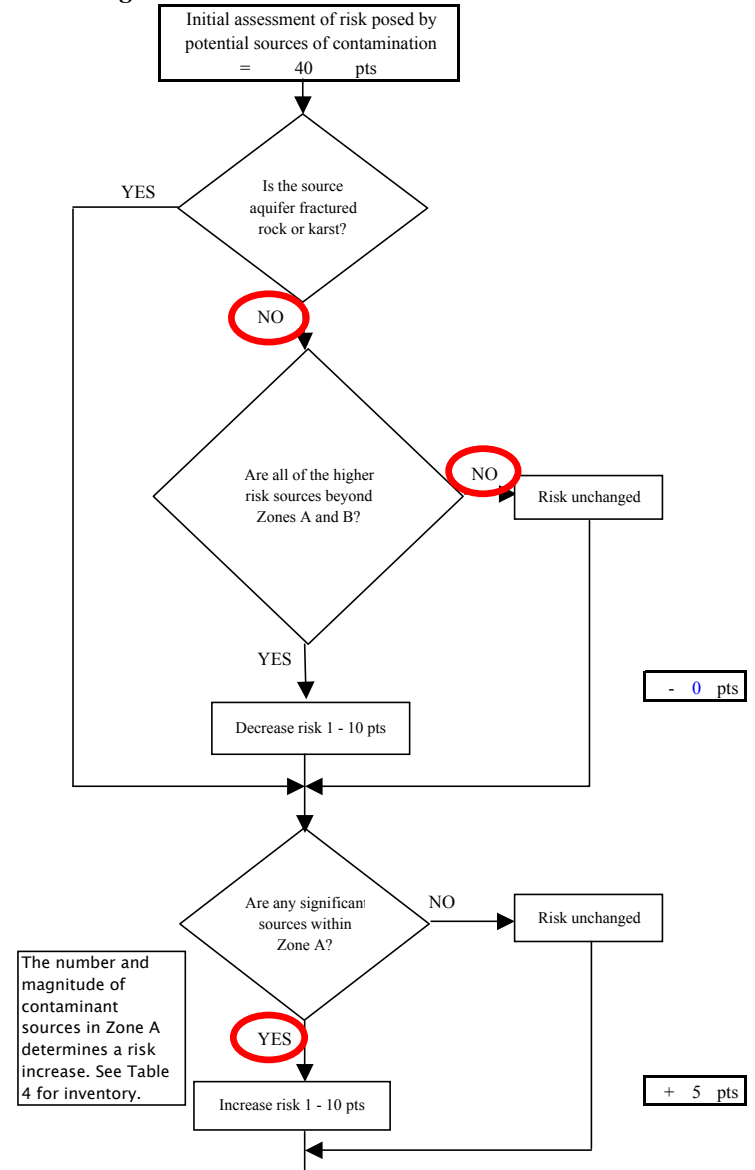 Initial assessment of risk posed by
potential sources of contamination
= 40 pts
YES
Is the source
aquifer fractured
rock or karst?
NO
Are all of the higher
risk sources beyond
Zones A and B?
NO
Risk unchanged
YES
- 0 pts
Decrease risk 1 - 10 pts
Are any significant
sources within
Zone A?
NO
Risk unchanged
The number and
magnitude of
contaminant
sources in Zone A
determines a risk
increase. See Table
4 for inventory.
YES
Increase risk 1 - 10 pts
+ 5 pts